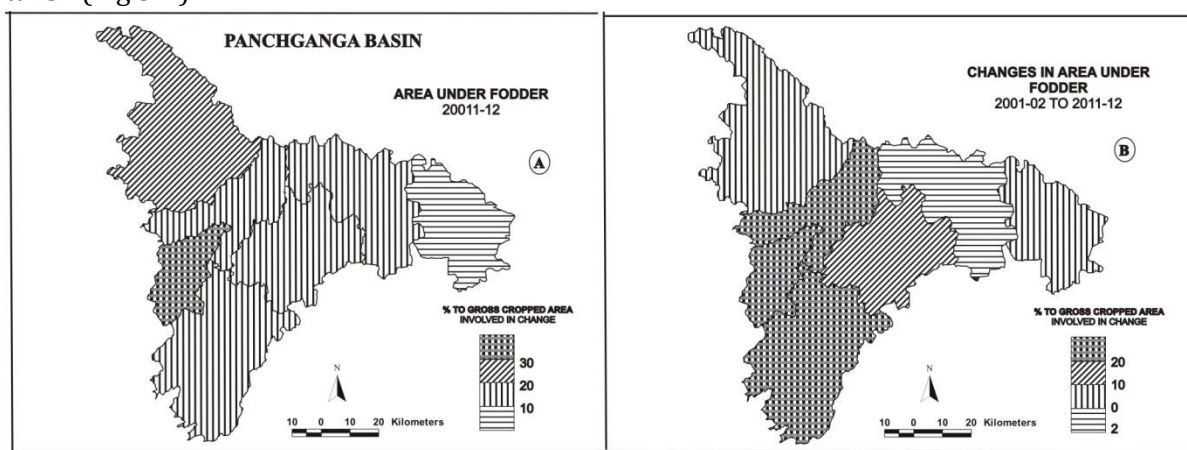 PANCHGANGA BASIN
AREA UNDER FODDER
20011-12
A
% TO GROSS CROPPED AREA
INVOLVED IN CHANGE
30
20
10
N
10 0 10 20 Kilometers
CHANGES IN AREA UNDER
FODDER
2001-02 TO 2011-12
B
% TO GROSS CROPPED AREA
INVOLVED IN CHANGE
20
10
0
2
N
10 0 10 20 Kilometers